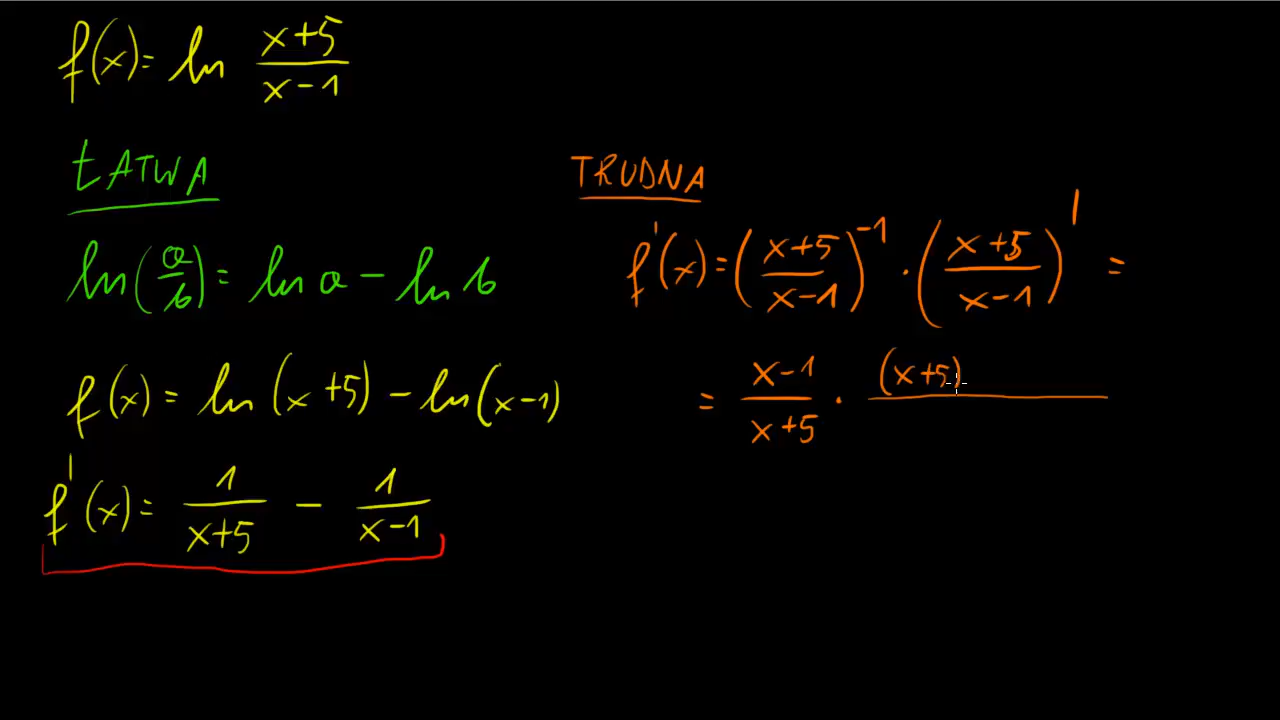 f(x)= ln (x+5)/(x-1)
ŁATWA
ln(a/b) = ln a - ln b
f(x) = ln(x+5) - ln(x-1)
f'(x) = 1/(x+5) - 1/(x-1)
TRUDNA
f'(x) = ((x+5)/(x-1))^-1 · ((x+5)/(x-1))' =
= (x-1)/(x+5) · (x+5)